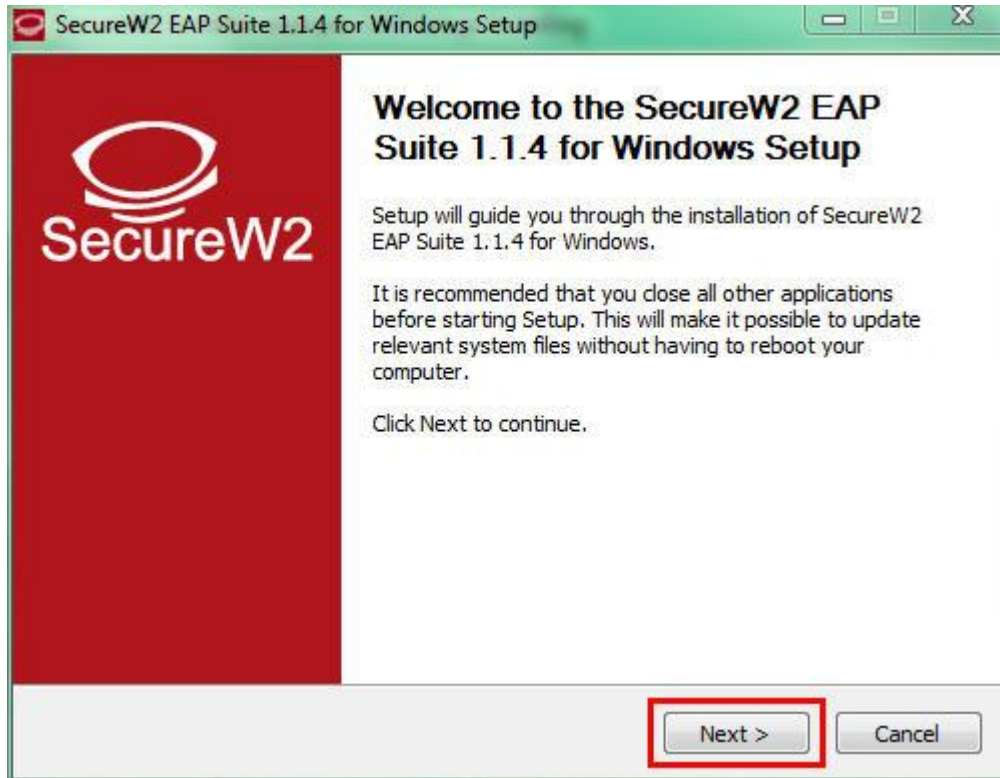 SecureW2 EAP Suite 1.1.4 for Windows Setup
SecureW2
Welcome to the SecureW2 EAP
Suite 1.1.4 for Windows Setup
Setup will guide you through the installation of SecureW2
EAP Suite 1.1.4 for Windows.
It is recommended that you close all other applications
before starting Setup. This will make it possible to update
relevant system files without having to reboot your
computer.
Click Next to continue.
Next >
Cancel